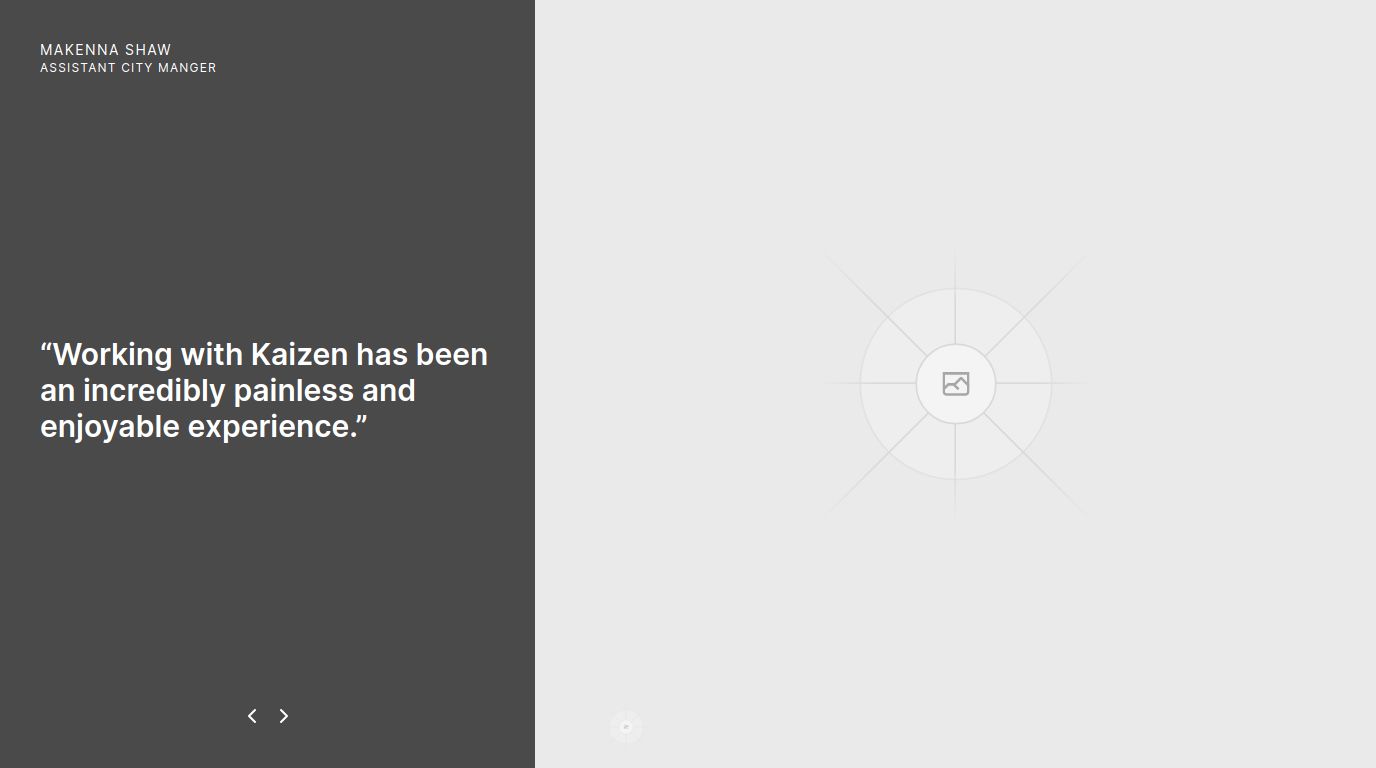 MAKENNA SHAW
ASSISTANT CITY MANGER
“Working with Kaizen has been
an incredibly painless and
enjoyable experience.”